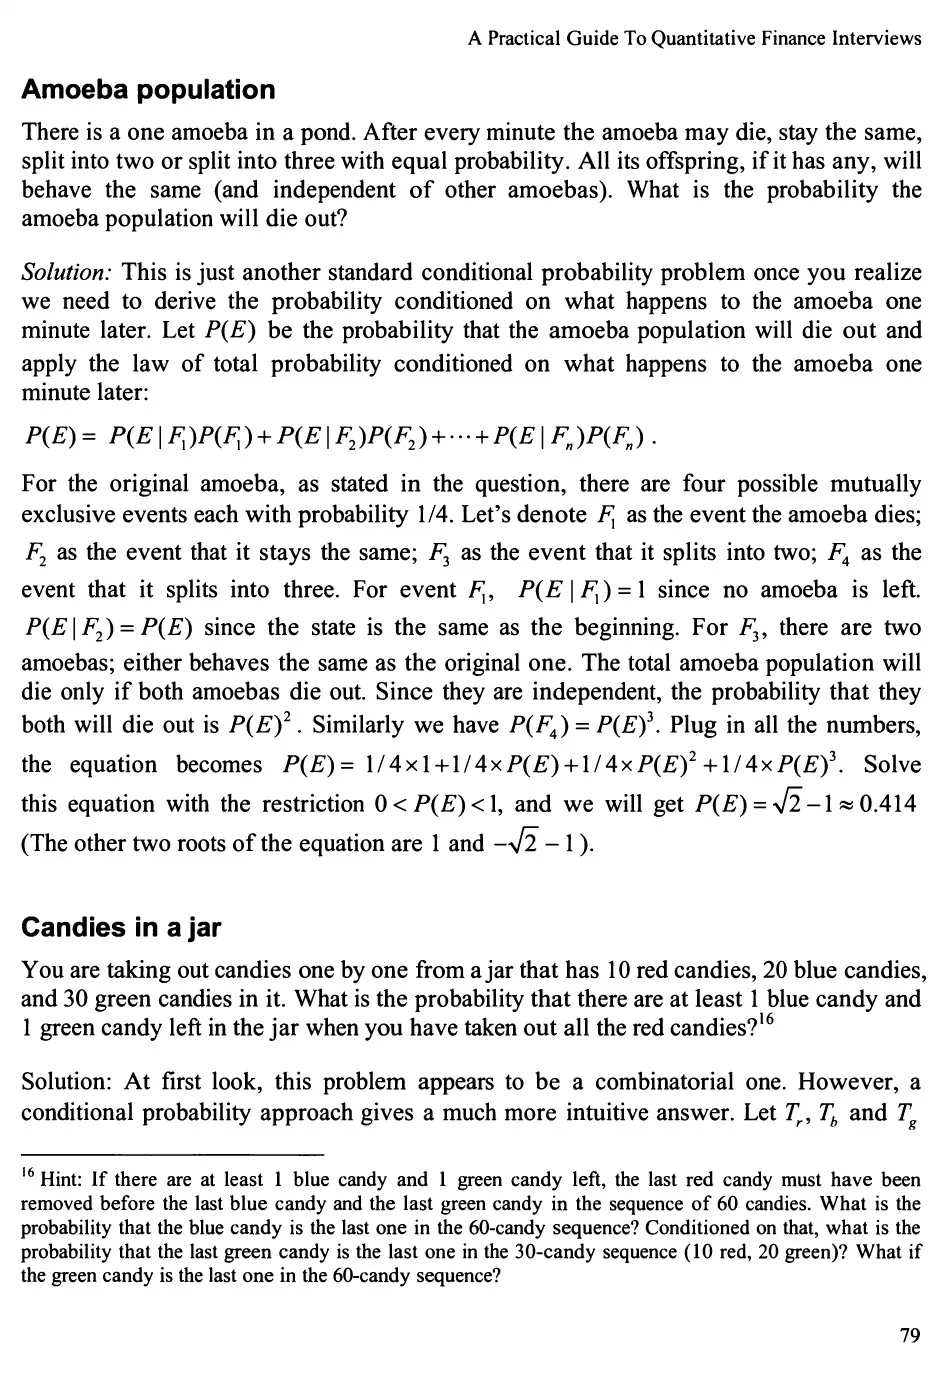 A Practical Guide To Quantitative Finance Interviews
Amoeba population
There is a one amoeba in a pond. After every minute the amoeba may die, stay the same,
split into two or split into three with equal probability. All its offspring, if it has any, will
behave the same (and independent of other amoebas). What is the probability the
amoeba population will die out?
Solution: This is just another standard conditional probability problem once you realize
we need to derive the probability conditioned on what happens to the amoeba one
minute later. Let P(E) be the probability that the amoeba population will die out and
apply the law of total probability conditioned on what happens to the amoeba one
minute later:
P(E) = P(E | F₁)P(F₁) + P(E | F₂)P(F₂) + ··· + P(E | Fₙ)P(Fₙ) .
For the original amoeba, as stated in the question, there are four possible mutually
exclusive events each with probability 1/4. Let's denote F₁ as the event the amoeba dies;
F₂ as the event that it stays the same; F₃ as the event that it splits into two; F₄ as the
event that it splits into three. For event F₁, P(E | F₁) = 1 since no amoeba is left.
P(E | F₂) = P(E) since the state is the same as the beginning. For F₃, there are two
amoebas; either behaves the same as the original one. The total amoeba population will
die only if both amoebas die out. Since they are independent, the probability that they
both will die out is P(E)². Similarly we have P(F₄) = P(E)³. Plug in all the numbers,
the equation becomes P(E) = 1/4×1+1/4×P(E)+1/4×P(E)²+1/4×P(E)³. Solve
this equation with the restriction 0 < P(E) < 1, and we will get P(E) = √2 − 1 ≈ 0.414
(The other two roots of the equation are 1 and −√2 − 1 ).
Candies in a jar
You are taking out candies one by one from a jar that has 10 red candies, 20 blue candies,
and 30 green candies in it. What is the probability that there are at least 1 blue candy and
1 green candy left in the jar when you have taken out all the red candies?¹⁶
Solution: At first look, this problem appears to be a combinatorial one. However, a
conditional probability approach gives a much more intuitive answer. Let Tᵣ, T_b and T_g
¹⁶ Hint: If there are at least 1 blue candy and 1 green candy left, the last red candy must have been
removed before the last blue candy and the last green candy in the sequence of 60 candies. What is the
probability that the blue candy is the last one in the 60-candy sequence? Conditioned on that, what is the
probability that the last green candy is the last one in the 30-candy sequence (10 red, 20 green)? What if
the green candy is the last one in the 60-candy sequence?
79